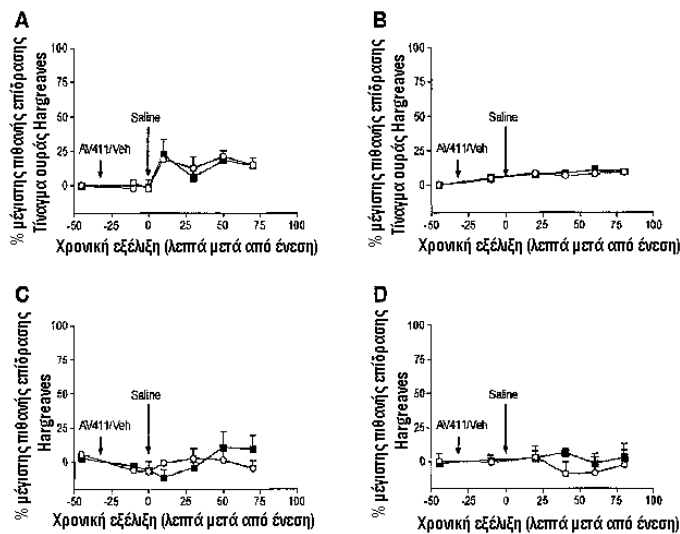 A
% μέγιστης πιθανής επίδρασης
Τίναγμα ουράς Hargreaves
100
75
50
25
0
Saline
AV411/Veh
-50 -25 0 25 50 75 100
Χρονική εξέλιξη (λεπτά μετά από ένεση)
B
% μέγιστης πιθανής επίδρασης
Τίναγμα ουράς Hargreaves
100
75
50
25
0
Saline
AV411/Veh
-50 -25 0 25 50 75 100
Χρονική εξέλιξη (λεπτά μετά από ένεση)
C
% μέγιστης πιθανής επίδρασης
Hargreaves
100
75
50
25
0
Saline
AV411/Veh
-50 -25 0 25 50 75 100
Χρονική εξέλιξη (λεπτά μετά από ένεση)
D
% μέγιστης πιθανής επίδρασης
Hargreaves
100
75
50
25
0
Saline
AV411/Veh
-50 -25 0 25 50 75 100
Χρονική εξέλιξη (λεπτά μετά από ένεση)